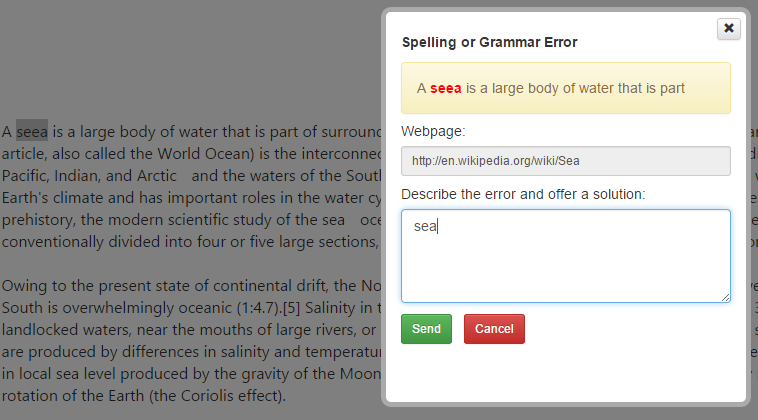 Spelling or Grammar Error
A seea is a large body of water that is part
Webpage:
http://en.wikipedia.org/wiki/Sea
Describe the error and offer a solution:
sea
Send Cancel
A seea is a large body of water that is part of surround
article, also called the World Ocean) is the interconnec
Pacific, Indian, and Arctic and the waters of the South
Earth's climate and has important roles in the water cy
prehistory, the modern scientific study of the sea oce
conventionally divided into four or five large sections,
Owing to the present state of continental drift, the No
South is overwhelmingly oceanic (1:4.7).[5] Salinity in t
landlocked waters, near the mouths of large rivers, or
are produced by differences in salinity and temperatu
in local sea level produced by the gravity of the Moon
rotation of the Earth (the Coriolis effect).